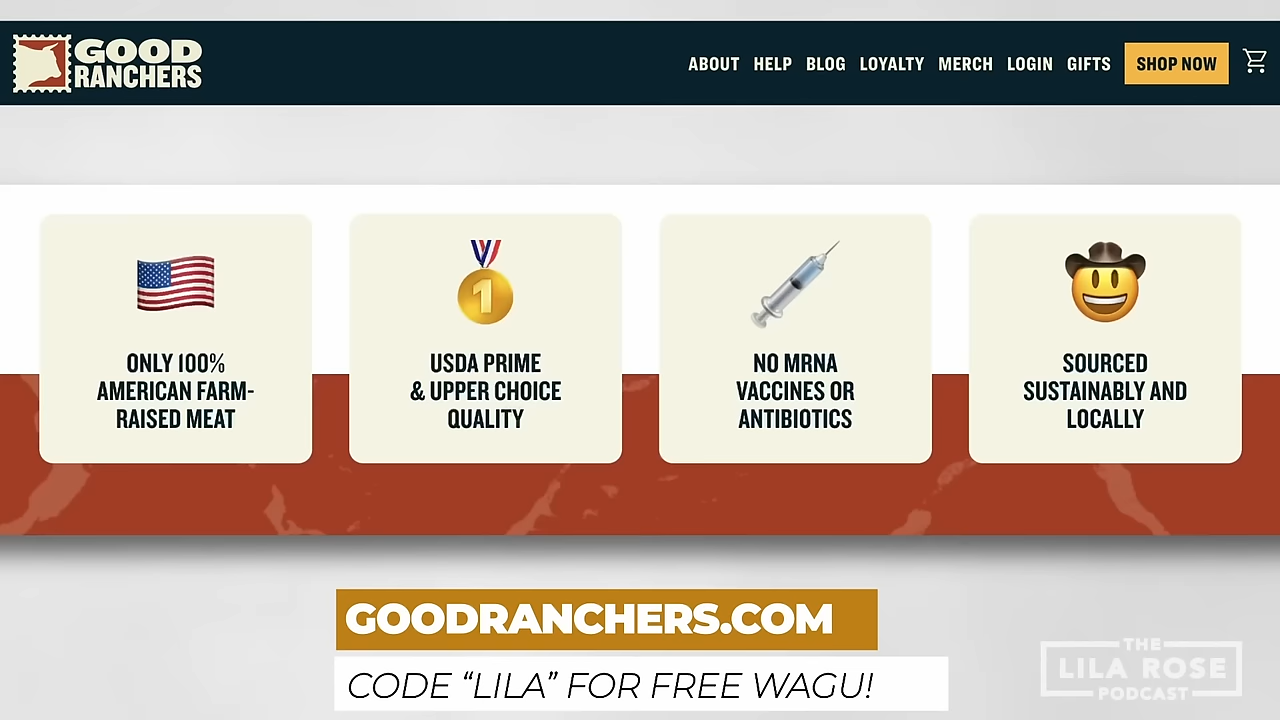 GOOD
RANCHERS
ABOUT HELP BLOG LOYALTY MERCH LOGIN GIFTS SHOP NOW
1
ONLY 100%
AMERICAN FARM-
RAISED MEAT
USDA PRIME
& UPPER CHOICE
QUALITY
NO MRNA
VACCINES OR
ANTIBIOTICS
SOURCED
SUSTAINABLY AND
LOCALLY
GOODRANCHERS.COM
CODE “LILA” FOR FREE WAGU!
THE
LILA ROSE
PODCAST